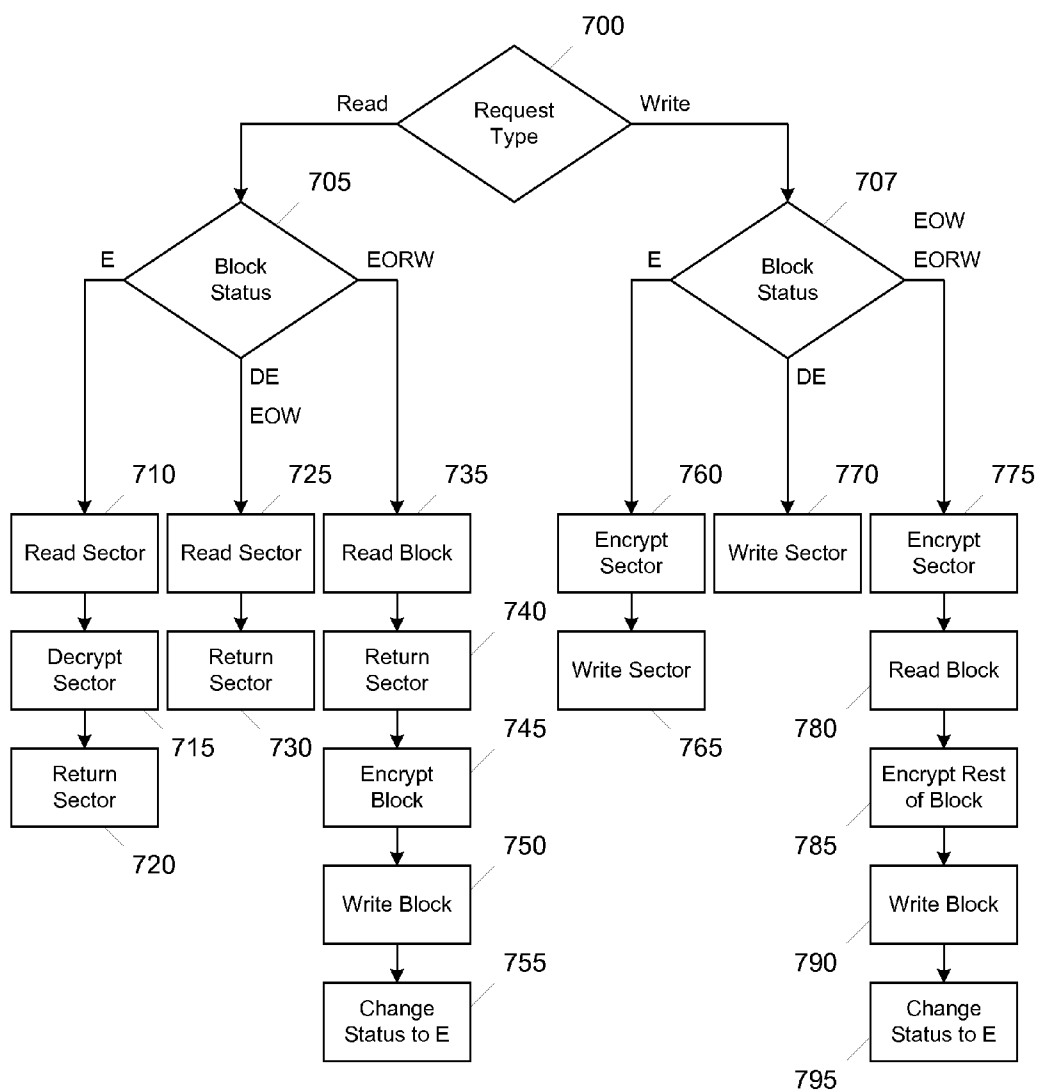 700
Read
Request
Type
Write
705
707
E
Block
Status
EORW
E
Block
Status
EOW
EORW
DE
EOW
DE
710
725
735
760
770
775
Read Sector
Read Sector
Read Block
Encrypt
Sector
Write Sector
Encrypt
Sector
740
Decrypt
Sector
Return
Sector
Return
Sector
Write Sector
Read Block
715
730
745
765
780
Return
Sector
Encrypt
Block
Encrypt Rest
of Block
720
750
785
Write Block
Write Block
755
790
Change
Status to E
Change
Status to E
795